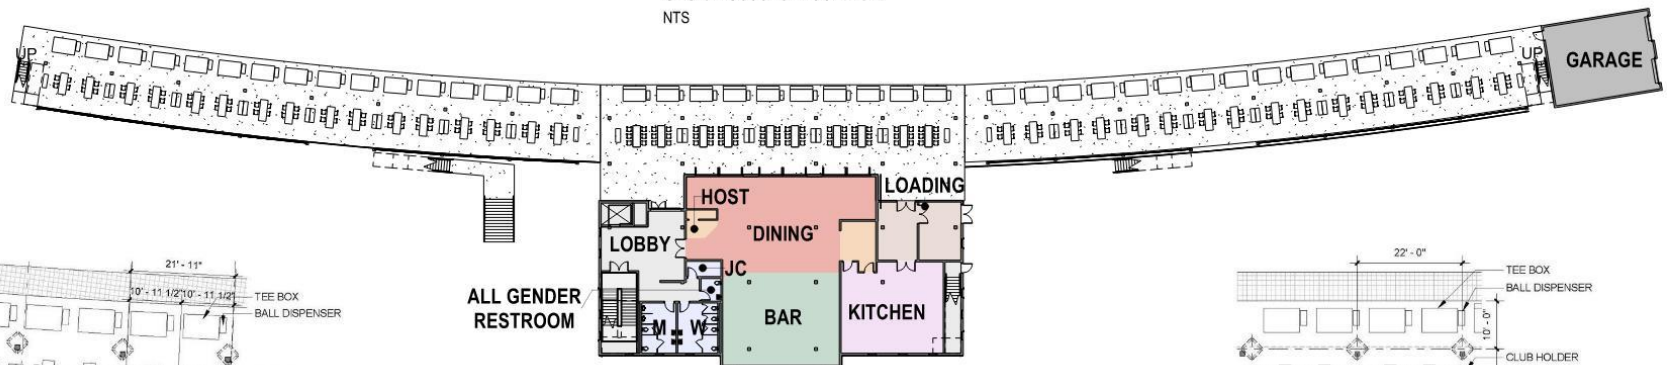 NTS
UP
UP
GARAGE
HOST
LOADING
DINING
LOBBY
JC
ALL GENDER
RESTROOM
M
W
BAR
KITCHEN
21' - 11"
10' - 11 1/2"
10' - 11 1/2"
TEE BOX
BALL DISPENSER
22' - 0"
TEE BOX
BALL DISPENSER
10' - 0"
CLUB HOLDER